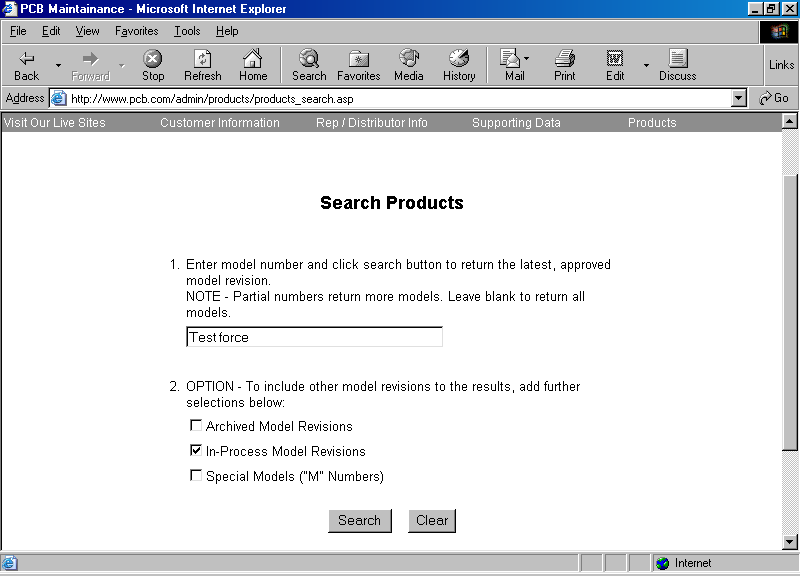 PCB Maintainance - Microsoft Internet Explorer
File Edit View Favorites Tools Help
Back Forward Stop Refresh Home Search Favorites Media History Mail Print Edit Discuss Links
Address http://www.pcb.com/admin/products/products_search.asp Go
Visit Our Live Sites Customer Information Rep / Distributor Info Supporting Data Products
Search Products
1. Enter model number and click search button to return the latest, approved
model revision.
NOTE - Partial numbers return more models. Leave blank to return all
models.
Testforce
2. OPTION - To include other model revisions to the results, add further
selections below:
Archived Model Revisions
In-Process Model Revisions
Special Models ("M" Numbers)
Search Clear
Internet